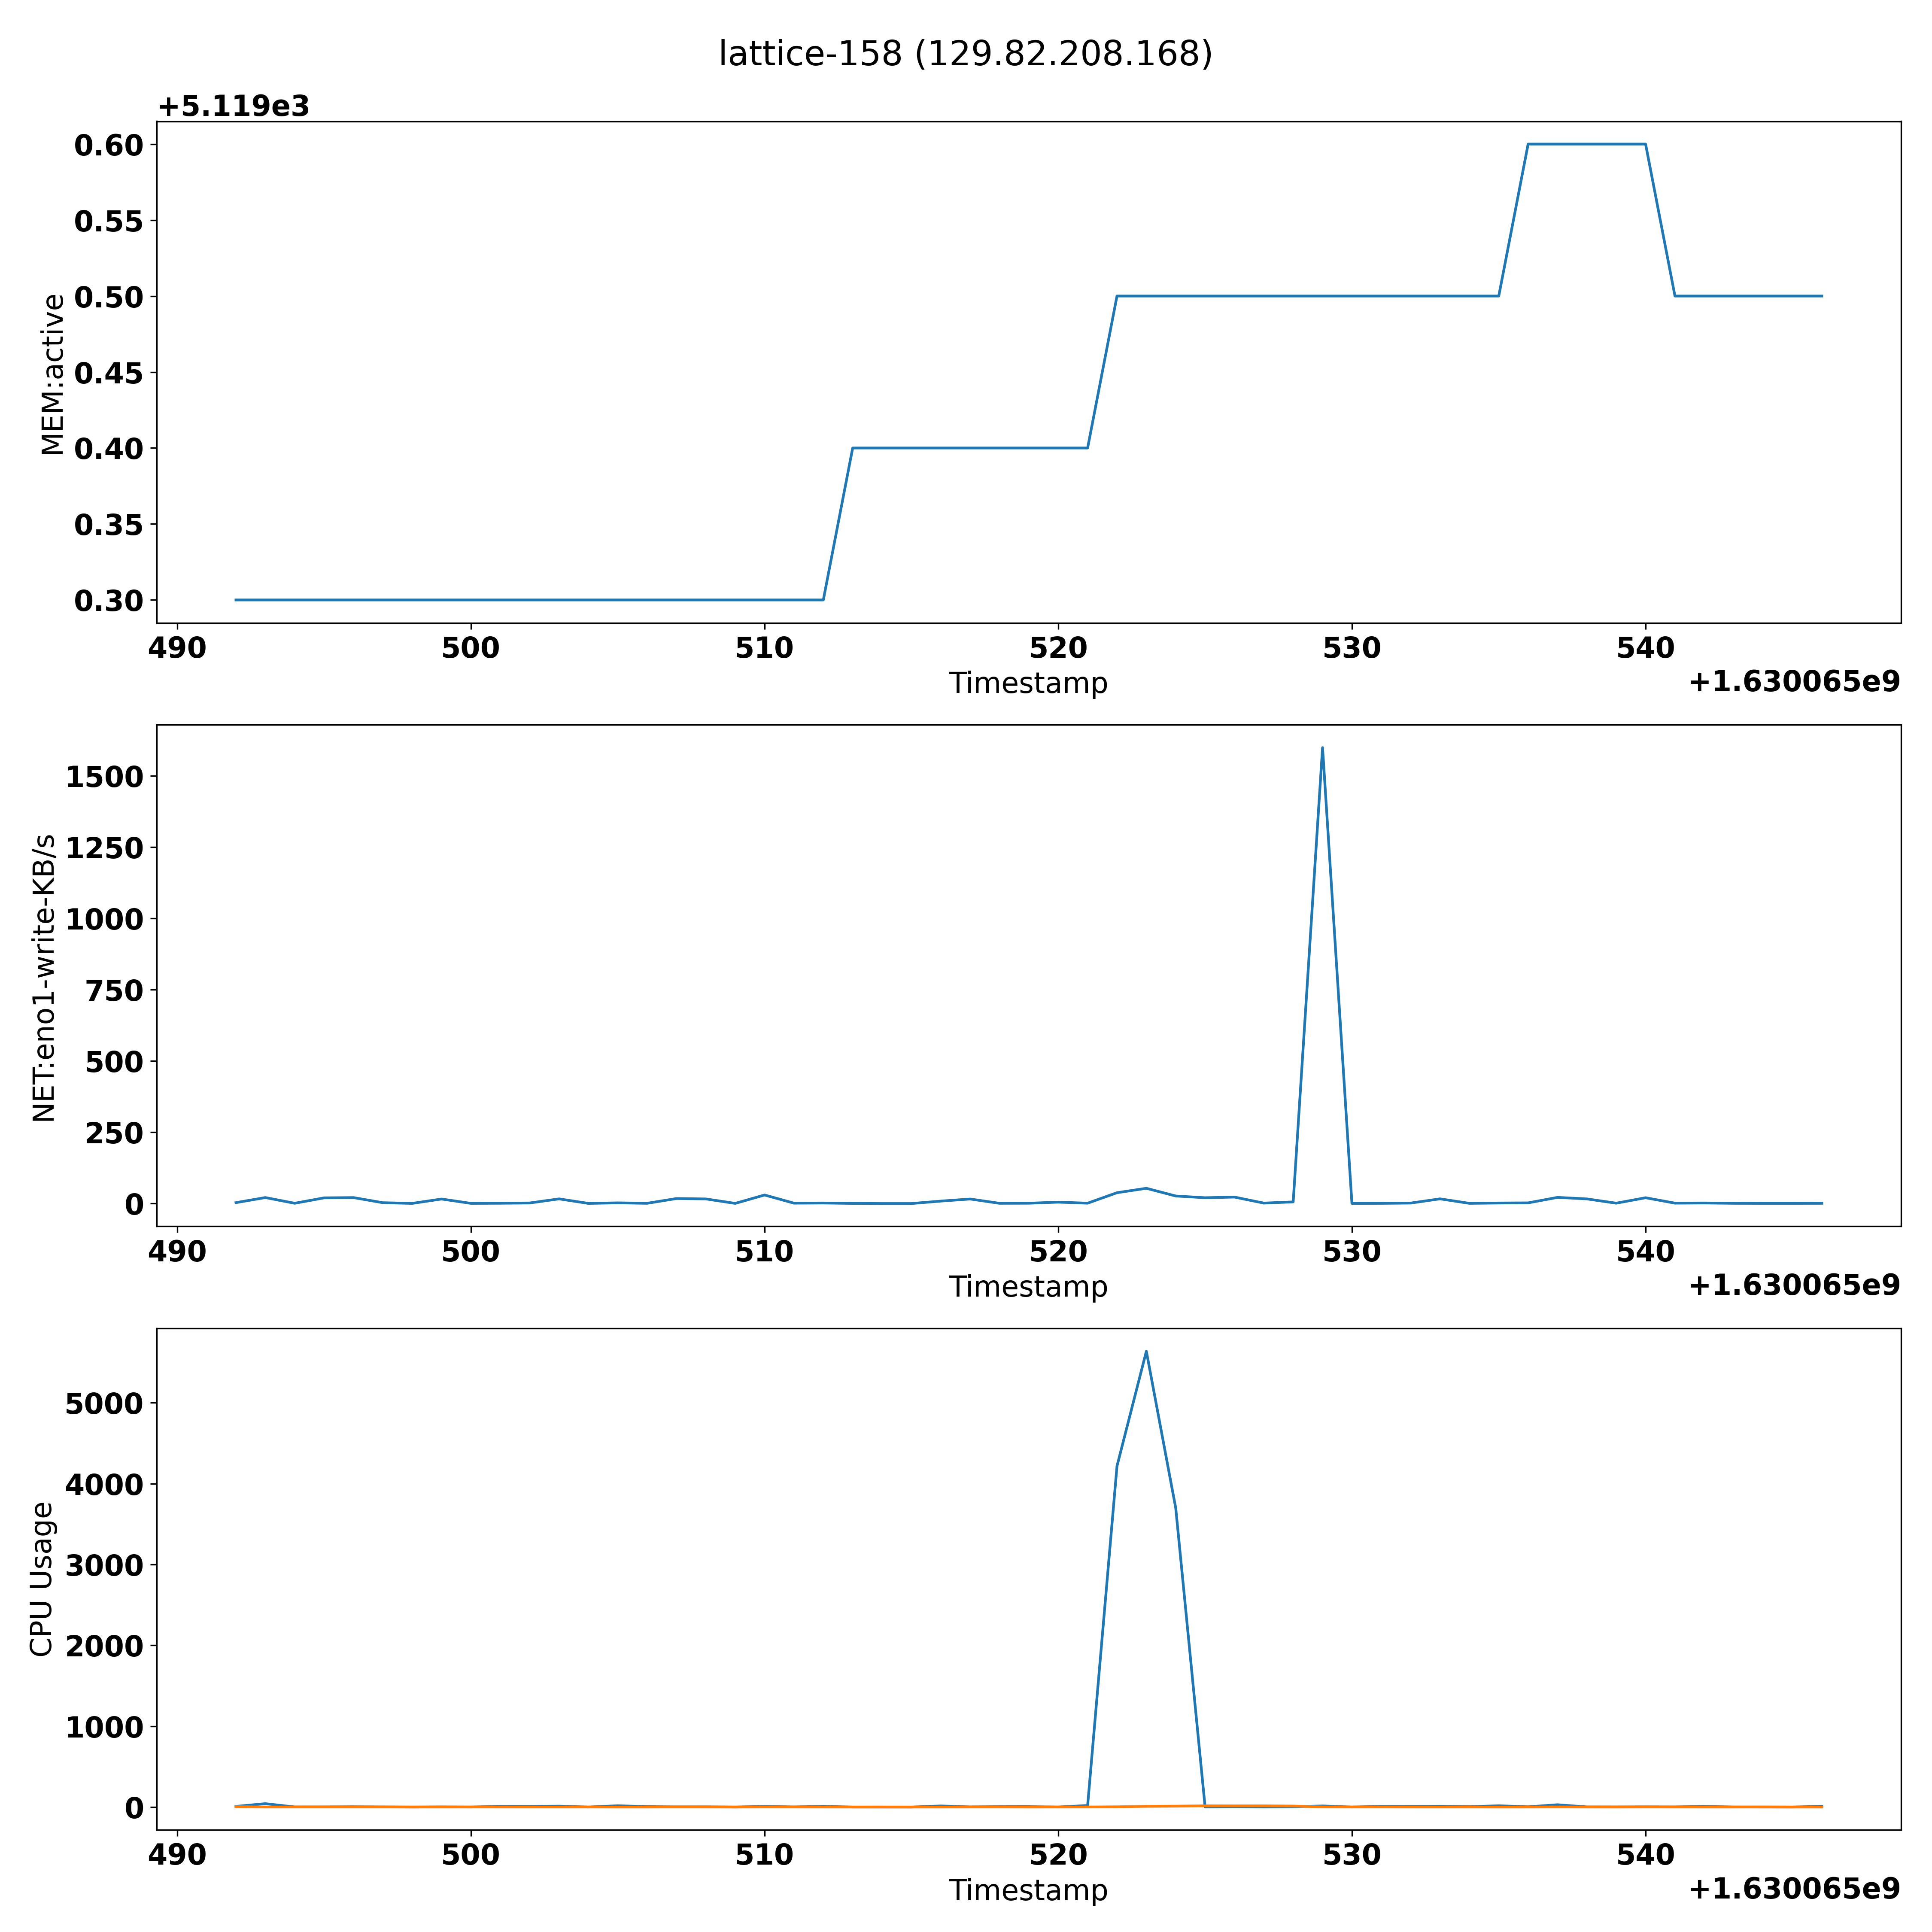 lattice-158 (129.82.208.168)
+5.119e3
0.60
0.55
0.50
0.45
0.40
0.35
0.30
MEM:active
490 500 510 520 530 540
Timestamp
+1.630065e9
1500
1250
1000
750
500
250
0
NET:eno1-write-KB/s
490 500 510 520 530 540
Timestamp
+1.630065e9
5000
4000
3000
2000
1000
0
CPU Usage
490 500 510 520 530 540
Timestamp
+1.630065e9